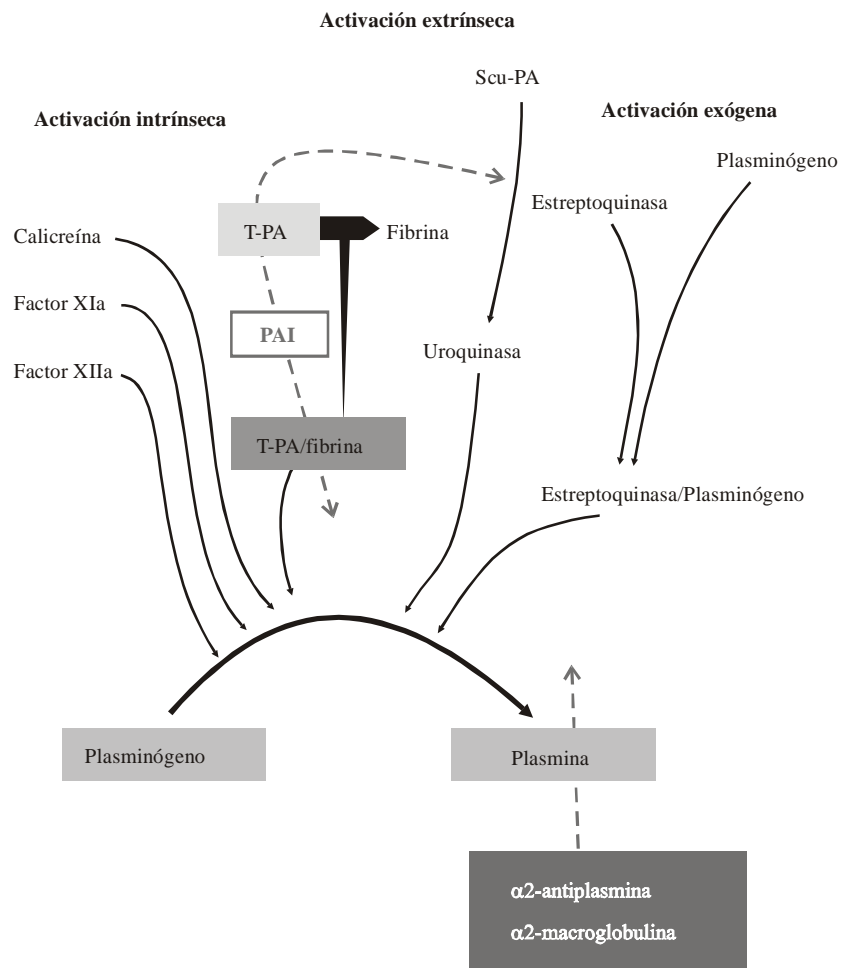 Activación extrínseca
Scu-PA
Activación intrínseca
Activación exógena
Plasminógeno
Estreptoquinasa
T-PA
Fibrina
Calicreína
Factor XIa
PAI
Uroquinasa
Factor XIIa
T-PA/fibrina
Estreptoquinasa/Plasminógeno
Plasminógeno
Plasmina
α2-antiplasmina
α2-macroglobulina